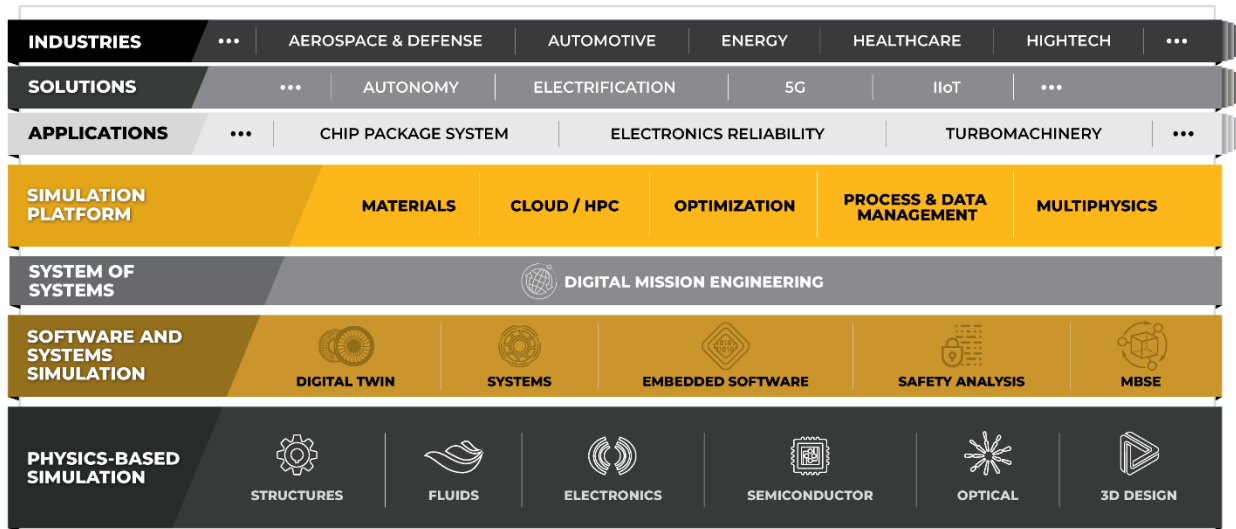 INDUSTRIES ••• AEROSPACE & DEFENSE AUTOMOTIVE ENERGY HEALTHCARE HIGHTECH •••
SOLUTIONS ••• AUTONOMY ELECTRIFICATION 5G IIoT •••
APPLICATIONS ••• CHIP PACKAGE SYSTEM ELECTRONICS RELIABILITY TURBOMACHINERY •••
SIMULATION
PLATFORM
MATERIALS CLOUD / HPC OPTIMIZATION
PROCESS & DATA
MANAGEMENT
MULTIPHYSICS
SYSTEM OF
SYSTEMS
DIGITAL MISSION ENGINEERING
SOFTWARE AND
SYSTEMS
SIMULATION
DIGITAL TWIN SYSTEMS
1010
1010
EMBEDDED SOFTWARE SAFETY ANALYSIS MBSE
PHYSICS-BASED
SIMULATION
STRUCTURES FLUIDS ELECTRONICS SEMICONDUCTOR OPTICAL 3D DESIGN